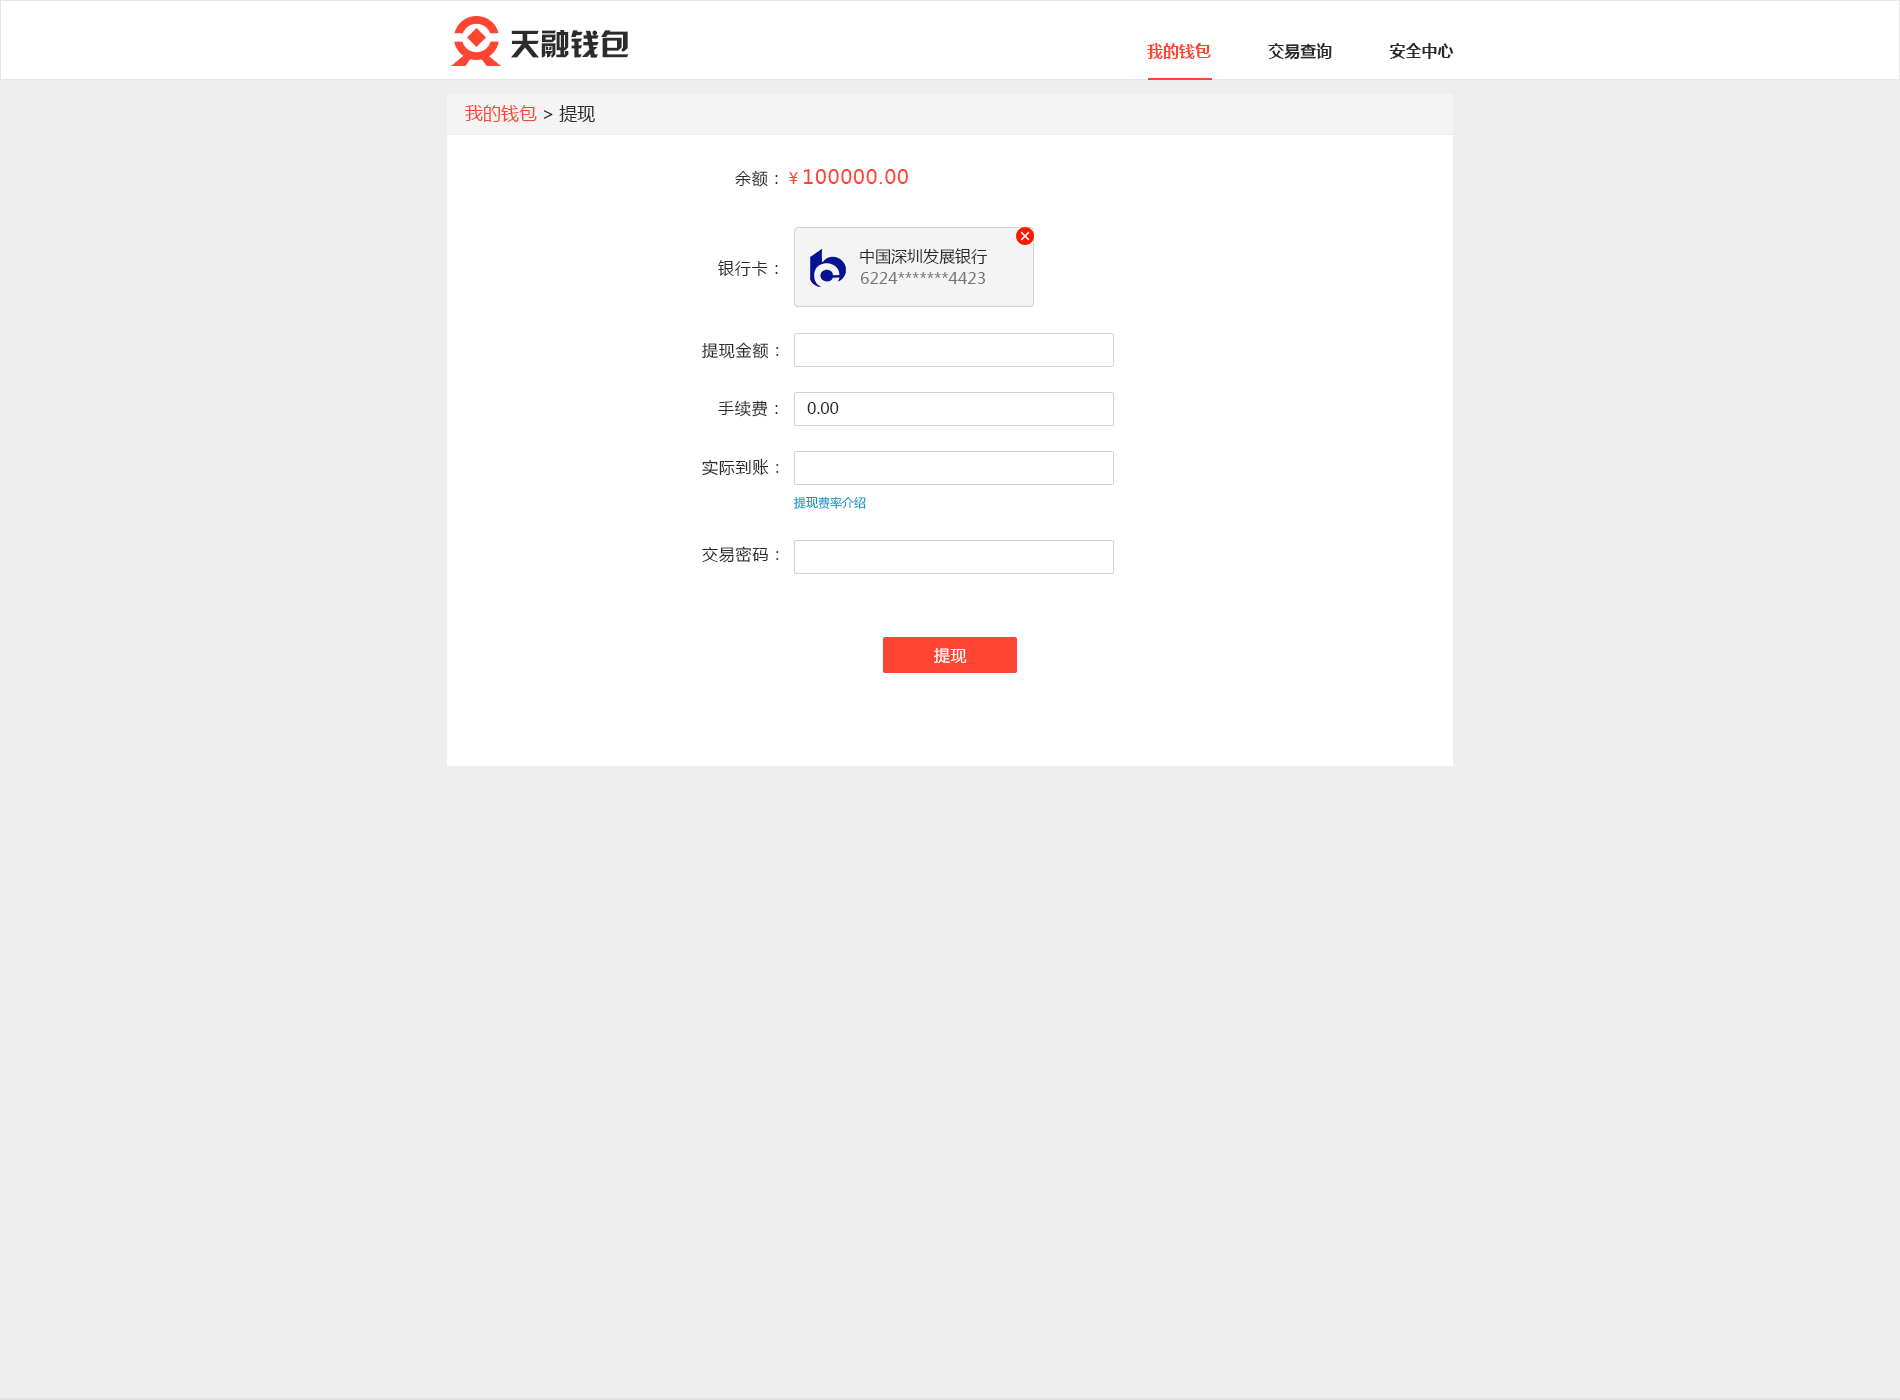 天融钱包
我的钱包 交易查询 安全中心
我的钱包 > 提现
余额： ¥ 100000.00
银行卡：
中国深圳发展银行
6224*******4423
提现金额：
手续费： 0.00
实际到账：
提现费率介绍
交易密码：
提现